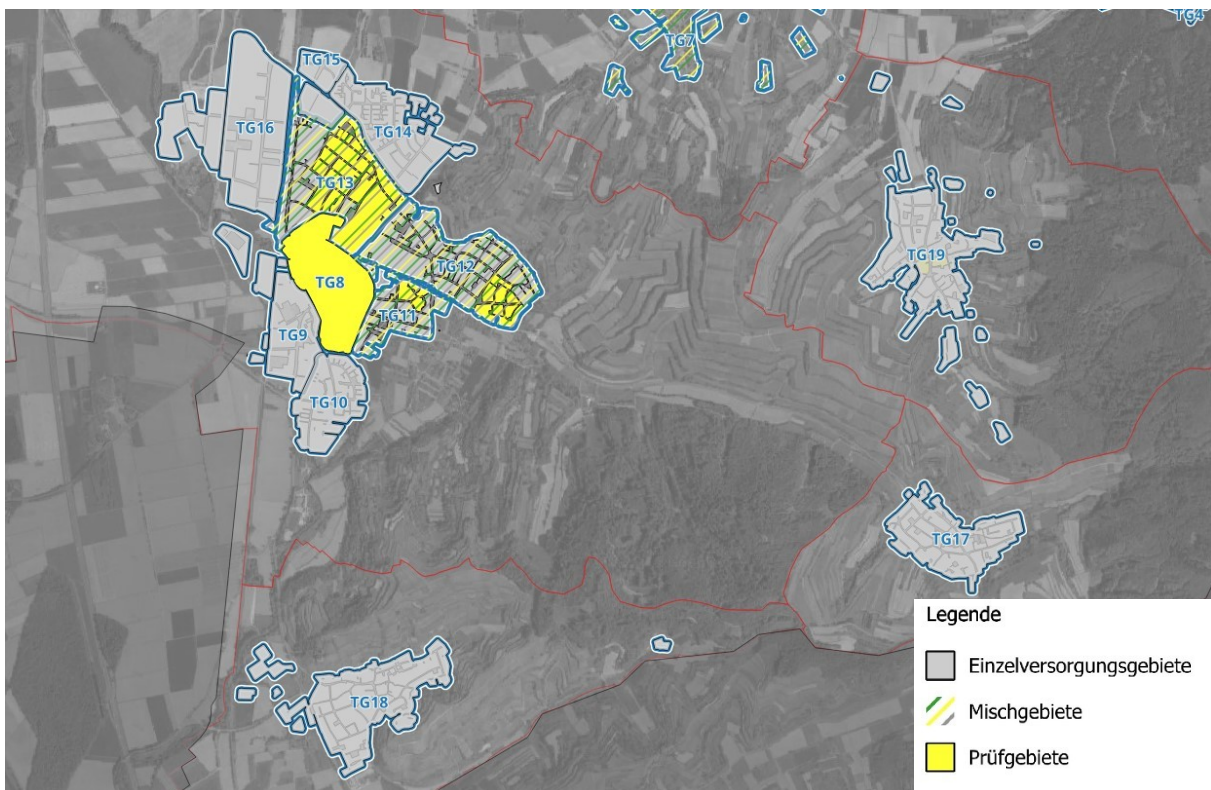 TG4
TG7
TG15
TG16
TG14
TG13
TG12
TG19
TG8
TG11
TG9
TG10
TG17
TG18
Legende
Einzelversorgungsgebiete
Mischgebiete
Prüfgebiete